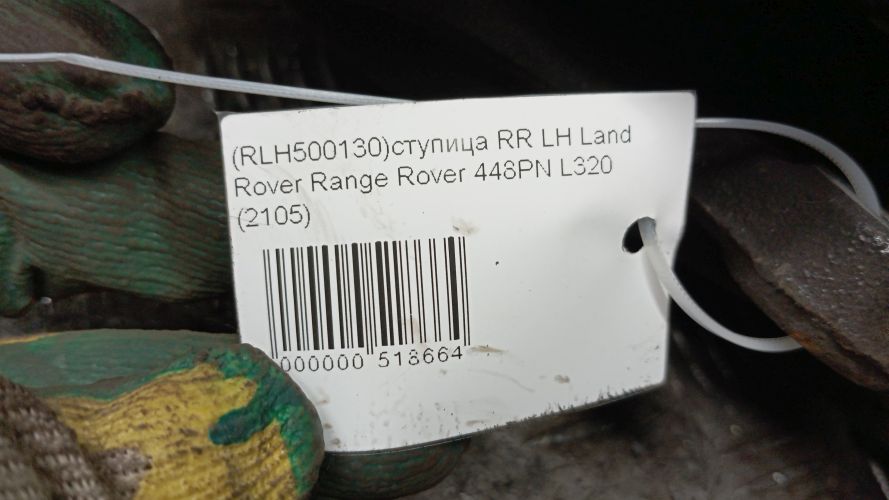 (RLH500130)ступица RR LH Land
Rover Range Rover 448PN L320
(2105)
000000 518664